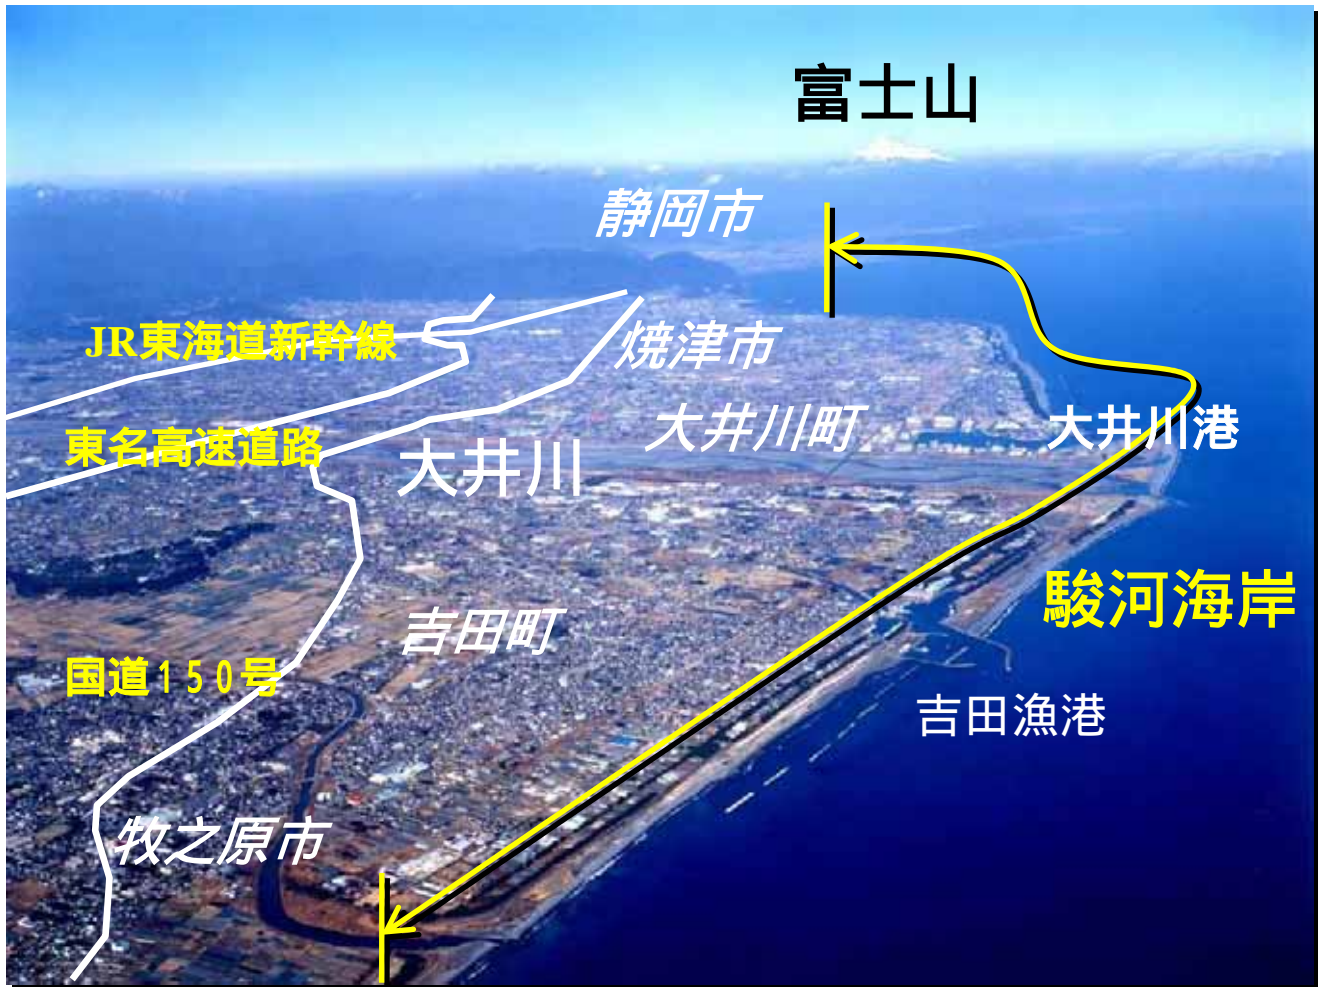 富士山
静岡市
JR東海道新幹線
焼津市
大井川町
大井川港
東名高速道路
大井川
駿河海岸
吉田町
国道１５０号
吉田漁港
牧之原市